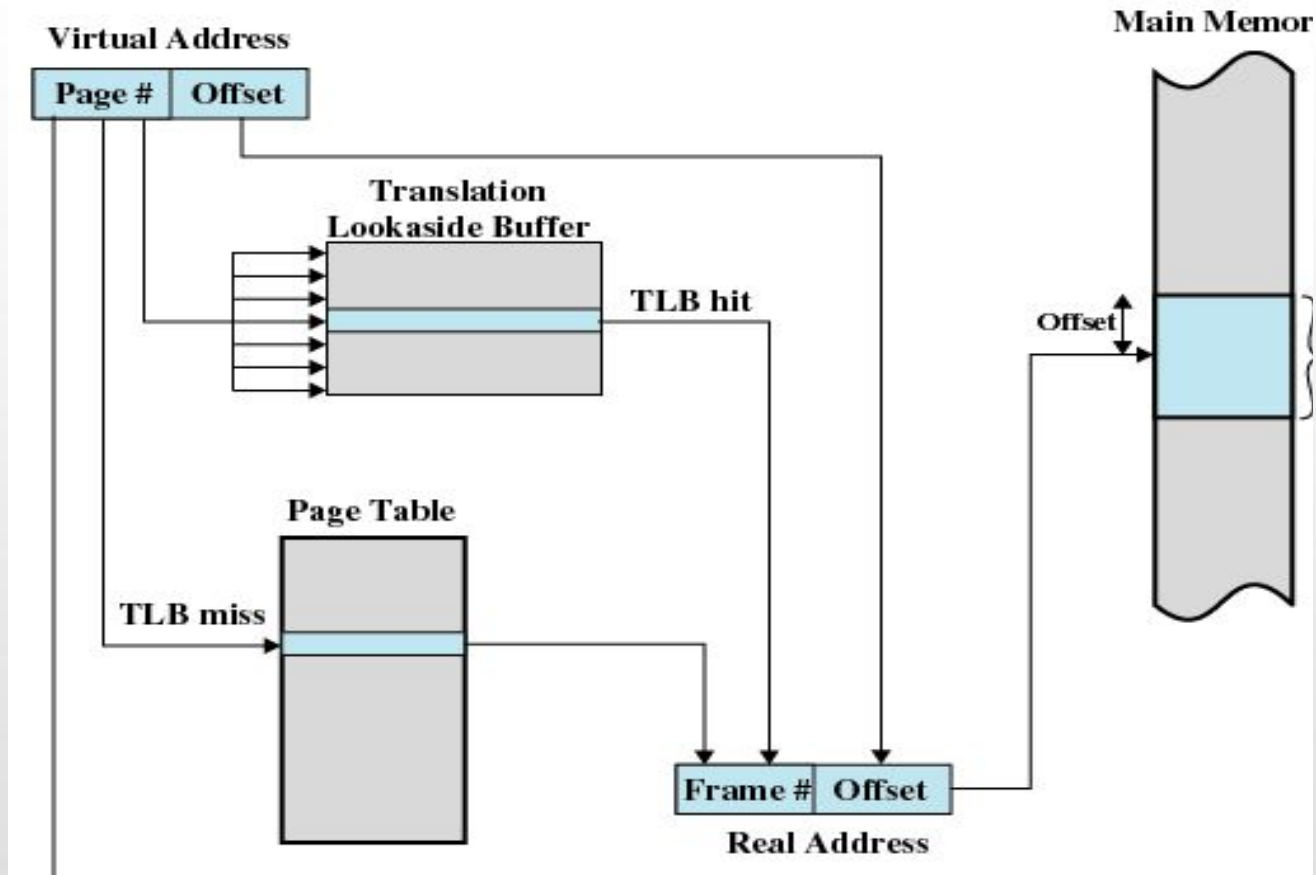 Main Memor
Virtual Address
Page # Offset
Translation
Lookaside Buffer
TLB hit
Offset
Page Table
TLB miss
Frame # Offset
Real Address